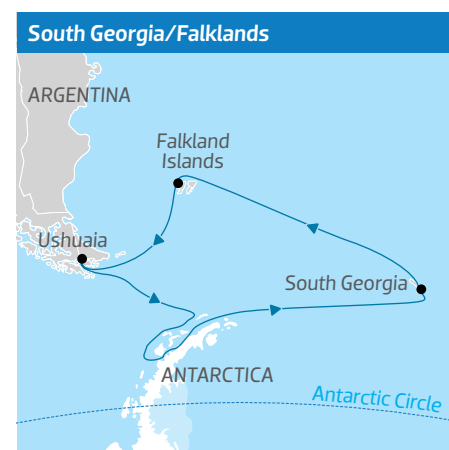 South Georgia/Falklands
ARGENTINA
Falkland
Islands
Ushuaia
South Georgia
ANTARCTICA
Antarctic Circle